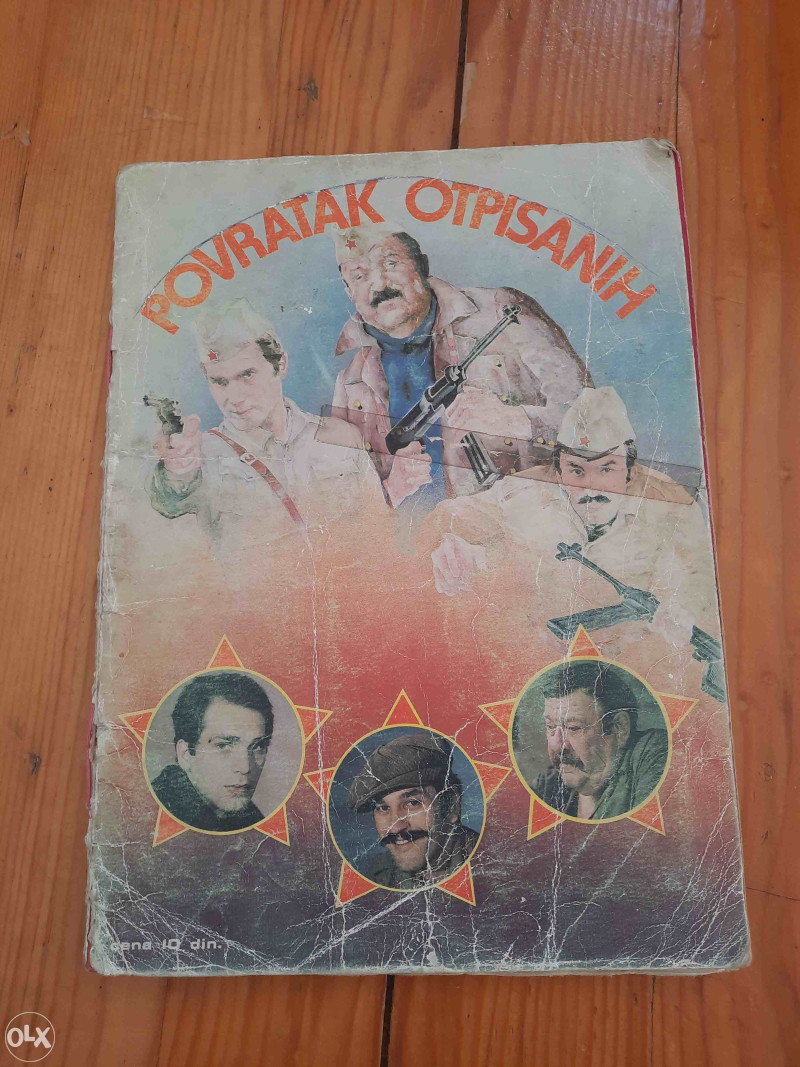 POVRATAK OTPISANIH
cena 10 din.
OLX